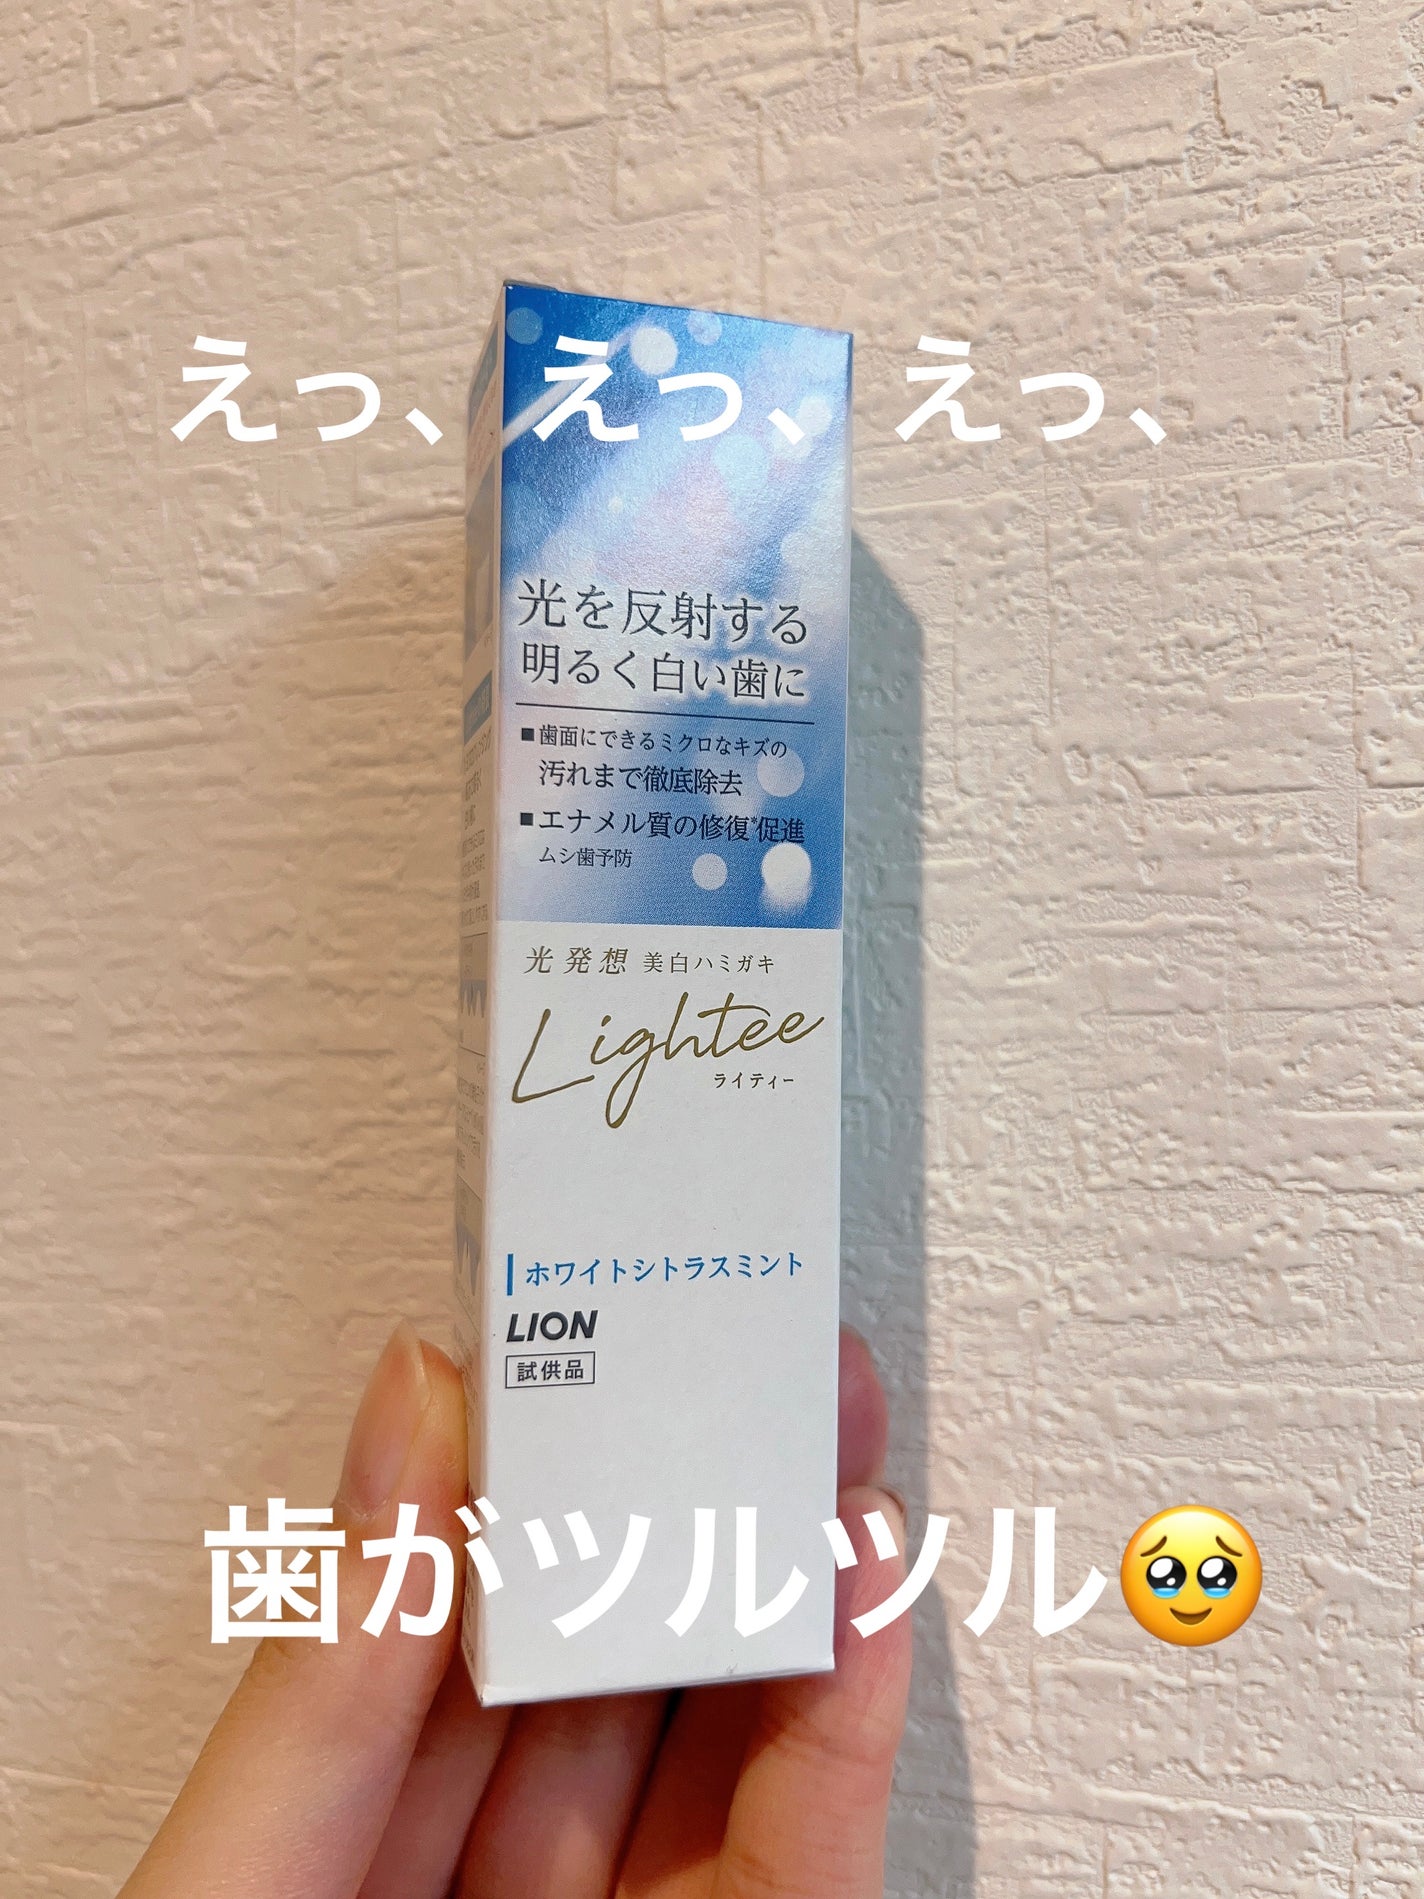 えっ、えっ、えっ、
光を反射する
明るく白い歯に
■歯面にできるミクロなキズの
汚れまで徹底除去
■エナメル質の修復*促進
ムシ歯予防
光発想 美白ハミガキ
Lightee
ライティー
ホワイトシトラスミント
LION
試供品
歯がツルツル🥹